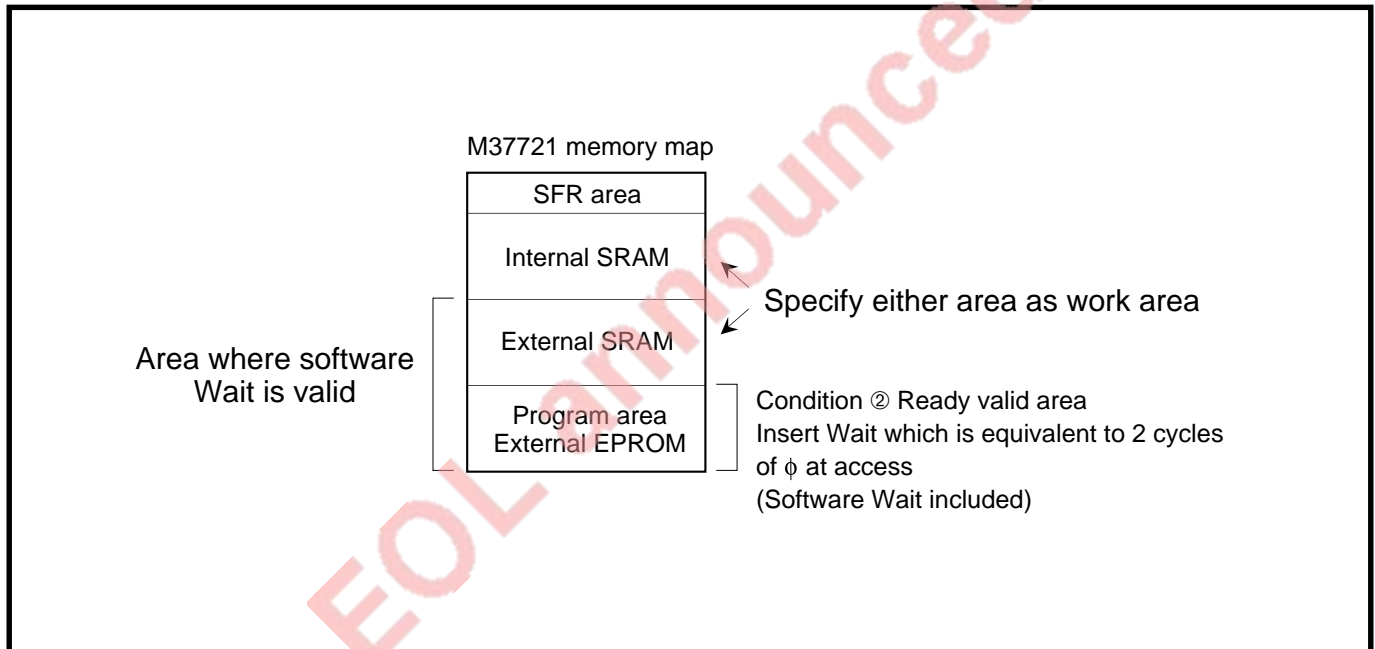 M37721 memory map
SFR area
Internal SRAM
Specify either area as work area
External SRAM
Area where software
Wait is valid
Program area
External EPROM
Condition ② Ready valid area
Insert Wait which is equivalent to 2 cycles
of φ at access
(Software Wait included)
EOL announced